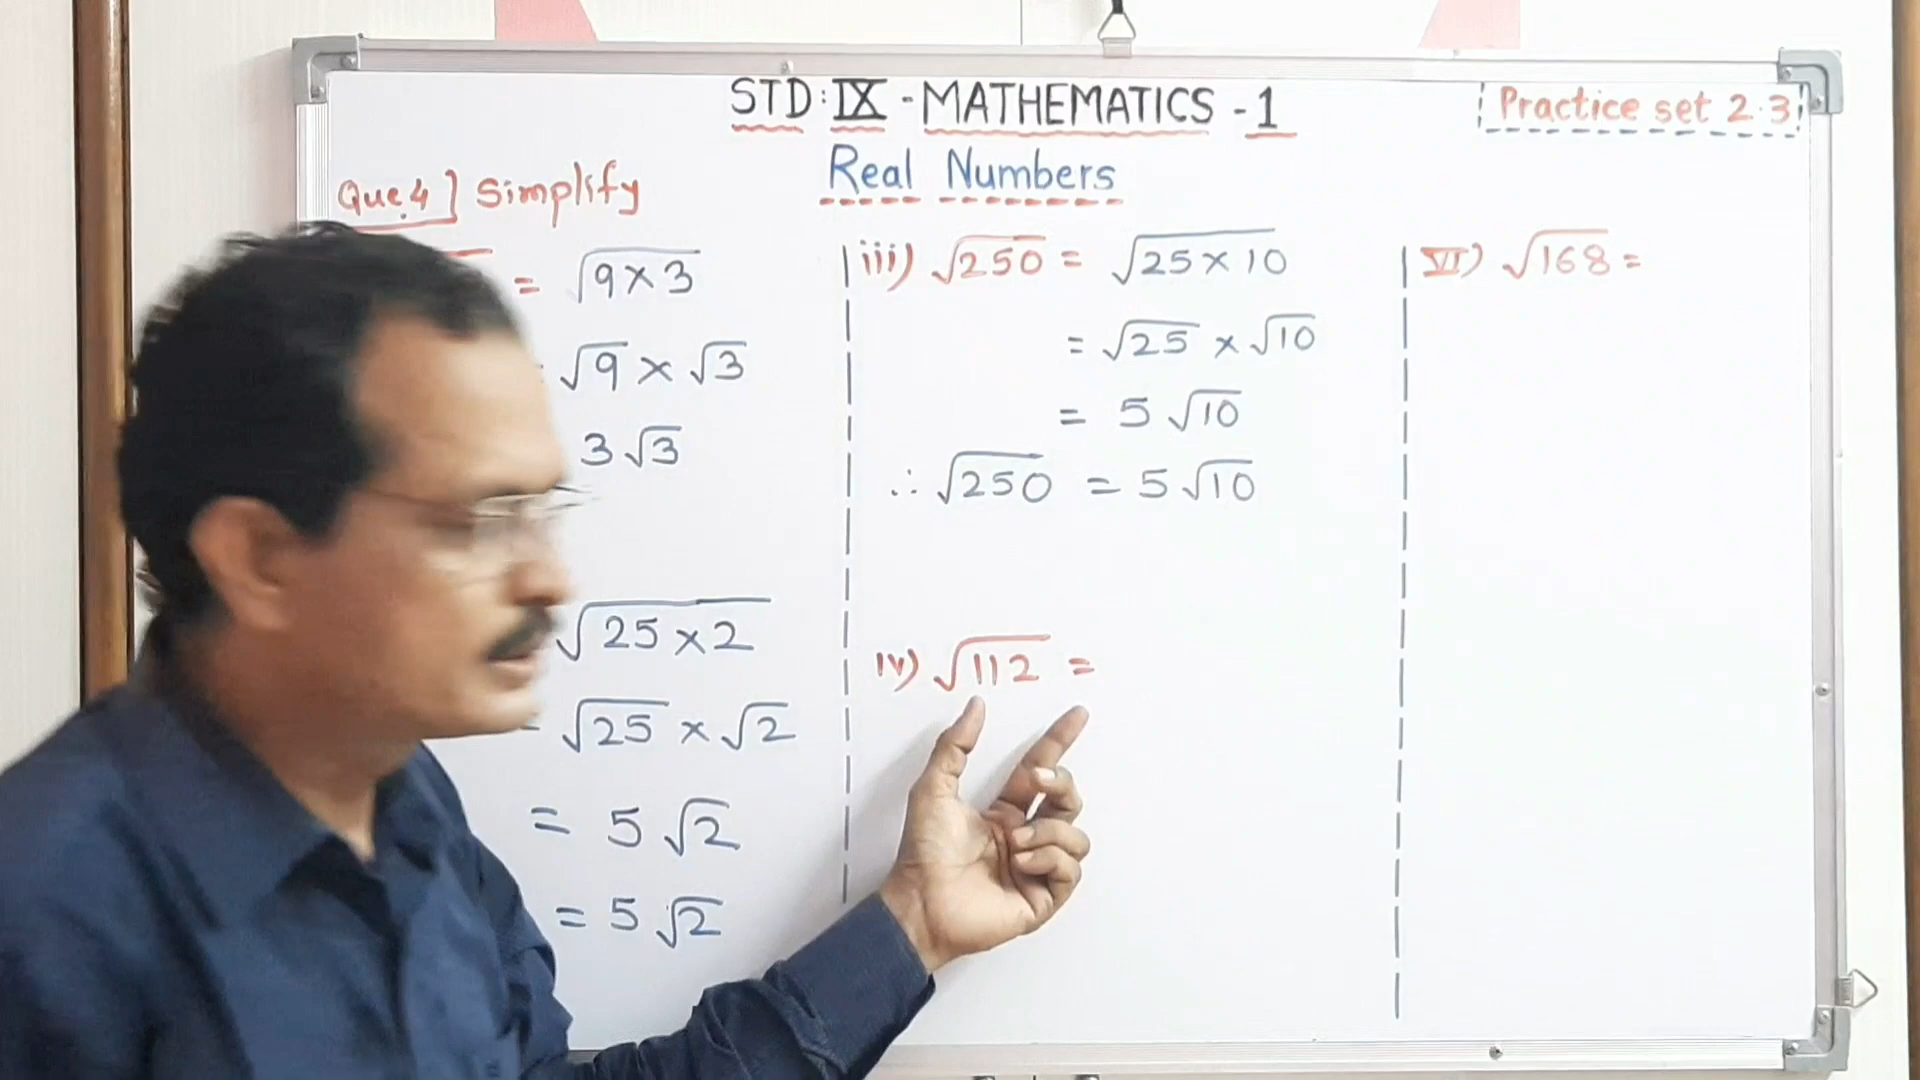 STD : IX - MATHEMATICS - 1
Practice set 2.3
Real Numbers
Que.4] Simplify
= √9×3
√9 × √3
3√3
√25×2
= √25 × √2
= 5√2
= 5√2
iii) √250 = √25×10
= √25 × √10
= 5√10
∴ √250 = 5√10
iv) √112 =
VI) √168 =